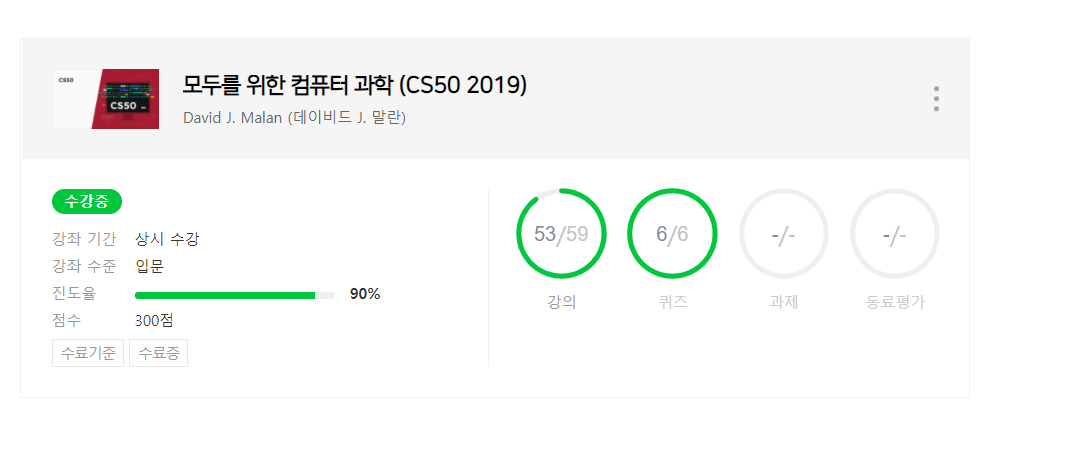 CS50
CS50
모두를 위한 컴퓨터 과학 (CS50 2019)
David J. Malan (데이비드 J. 말란)
수강중
강좌 기간 상시 수강
강좌 수준 입문
진도율 90%
점수 300점
수료기준 수료증
53/59 6/6 -/- -/-
강의 퀴즈 과제 동료평가